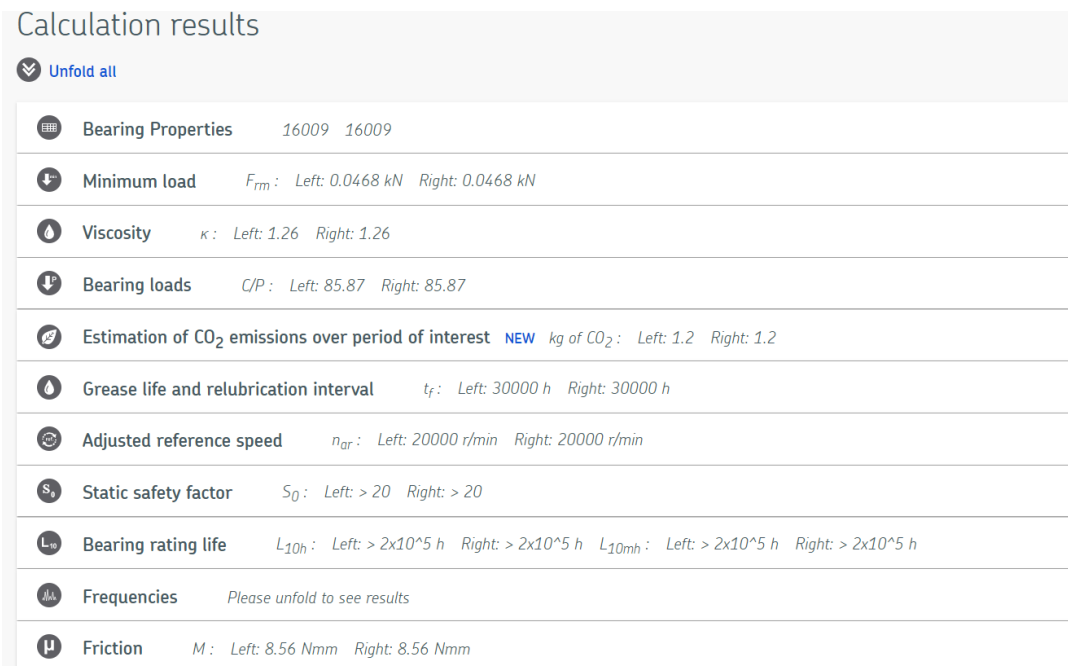 Calculation results
Unfold all
Bearing Properties 16009 16009
Minimum load F_rm : Left: 0.0468 kN Right: 0.0468 kN
Viscosity κ : Left: 1.26 Right: 1.26
P Bearing loads C/P : Left: 85.87 Right: 85.87
Estimation of CO₂ emissions over period of interest NEW kg of CO₂ : Left: 1.2 Right: 1.2
Grease life and relubrication interval t_f : Left: 30000 h Right: 30000 h
Adjusted reference speed n_ar : Left: 20000 r/min Right: 20000 r/min
S₀ Static safety factor S₀ : Left: > 20 Right: > 20
L₁₀ Bearing rating life L₁₀h : Left: > 2x10^5 h Right: > 2x10^5 h L₁₀mh : Left: > 2x10^5 h Right: > 2x10^5 h
Frequencies Please unfold to see results
μ Friction M : Left: 8.56 Nmm Right: 8.56 Nmm